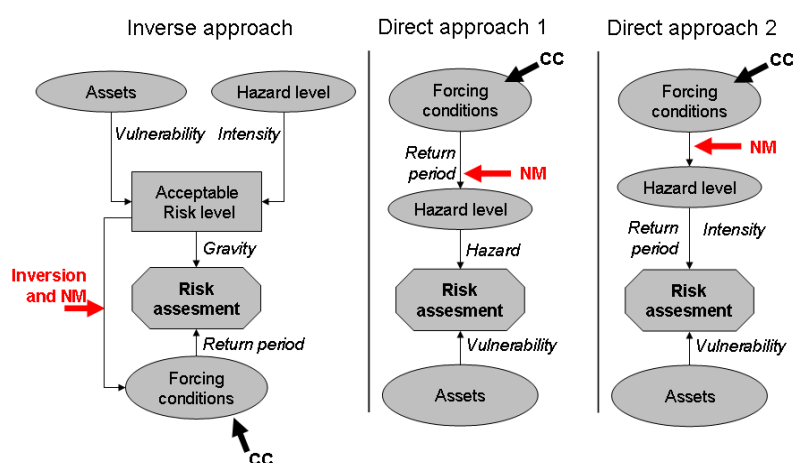 Inverse approach
Assets
Hazard level
Vulnerability
Intensity
Acceptable
Risk level
Gravity
Inversion
and NM
Risk
assesment
Return period
Forcing
conditions
CC
Direct approach 1
CC
Forcing
conditions
Return
period
NM
Hazard level
Hazard
Risk
assesment
Vulnerability
Assets
Direct approach 2
CC
Forcing
conditions
NM
Hazard level
Return
period
Intensity
Risk
assesment
Vulnerability
Assets